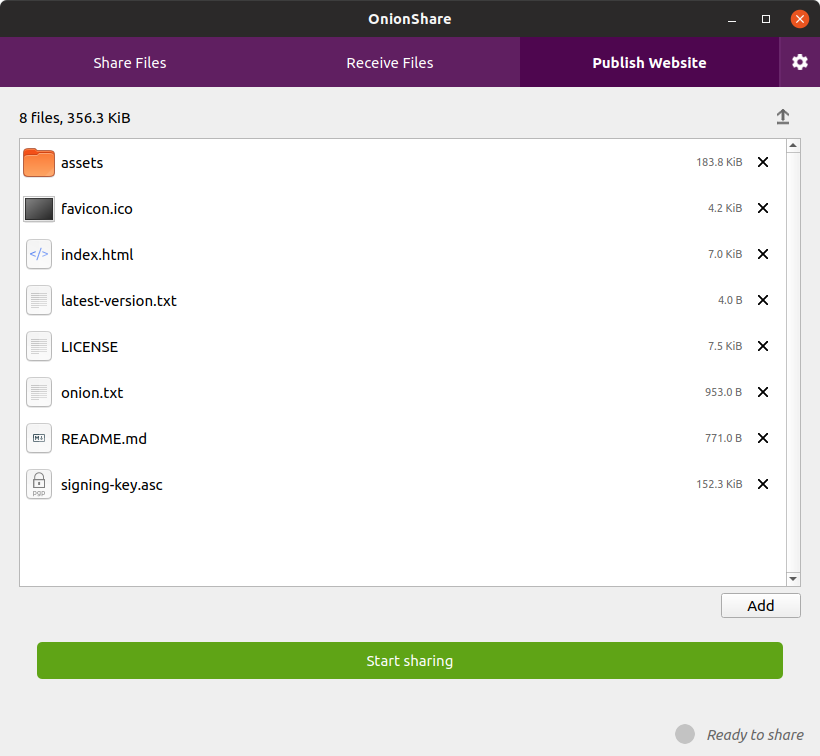 OnionShare
Share Files Receive Files Publish Website
8 files, 356.3 KiB
assets 183.8 KiB
favicon.ico 4.2 KiB
</> index.html 7.0 KiB
latest-version.txt 4.0 B
LICENSE 7.5 KiB
onion.txt 953.0 B
README.md 771.0 B
signing-key.asc 152.3 KiB
pgp
Add
Start sharing
Ready to share